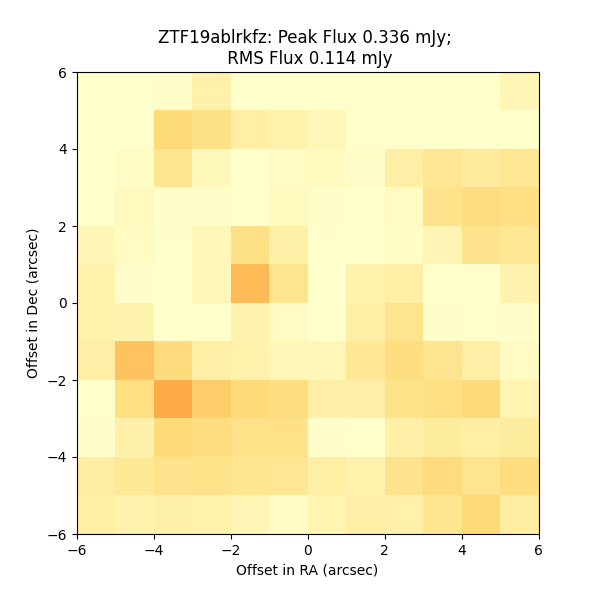 ZTF19ablrkfz: Peak Flux 0.336 mJy;
RMS Flux 0.114 mJy
6
4
2
0
−2
−4
−6
Offset in Dec (arcsec)
−6 −4 −2 0 2 4 6
Offset in RA (arcsec)